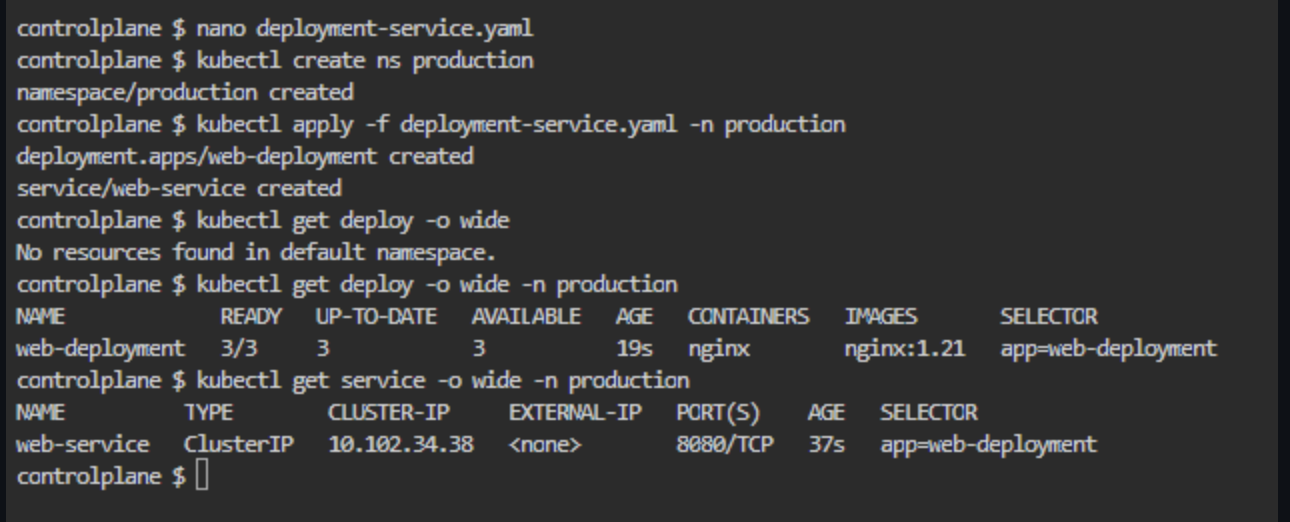 controlplane $ nano deployment-service.yaml
controlplane $ kubectl create ns production
namespace/production created
controlplane $ kubectl apply -f deployment-service.yaml -n production
deployment.apps/web-deployment created
service/web-service created
controlplane $ kubectl get deploy -o wide
No resources found in default namespace.
controlplane $ kubectl get deploy -o wide -n production
NAME READY UP-TO-DATE AVAILABLE AGE CONTAINERS IMAGES SELECTOR
web-deployment 3/3 3 3 19s nginx nginx:1.21 app=web-deployment
controlplane $ kubectl get service -o wide -n production
NAME TYPE CLUSTER-IP EXTERNAL-IP PORT(S) AGE SELECTOR
web-service ClusterIP 10.102.34.38 <none> 8080/TCP 37s app=web-deployment
controlplane $